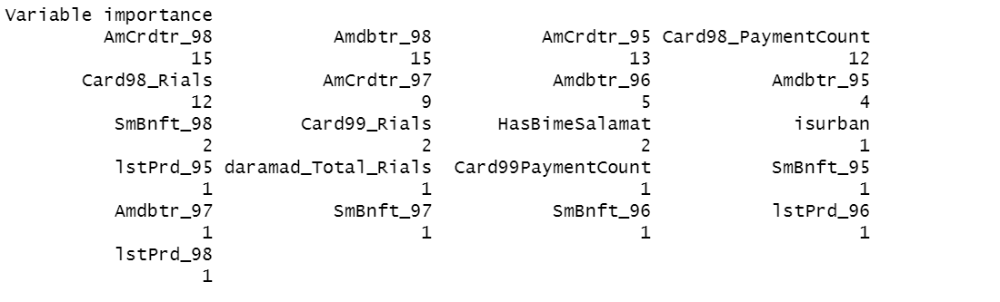 Variable importance
AmCrdtr_98 Amdbtr_98 AmCrdtr_95 Card98_PaymentCount
15 15 13 12
Card98_Rials AmCrdtr_97 Amdbtr_96 Amdbtr_95
12 9 5 4
SmBnft_98 Card99_Rials HasBimeSalamat isurban
2 2 2 1
lstPrd_95 daramad_Total_Rials Card99PaymentCount SmBnft_95
1 1 1 1
Amdbtr_97 SmBnft_97 SmBnft_96 lstPrd_96
1 1 1 1
lstPrd_98
1